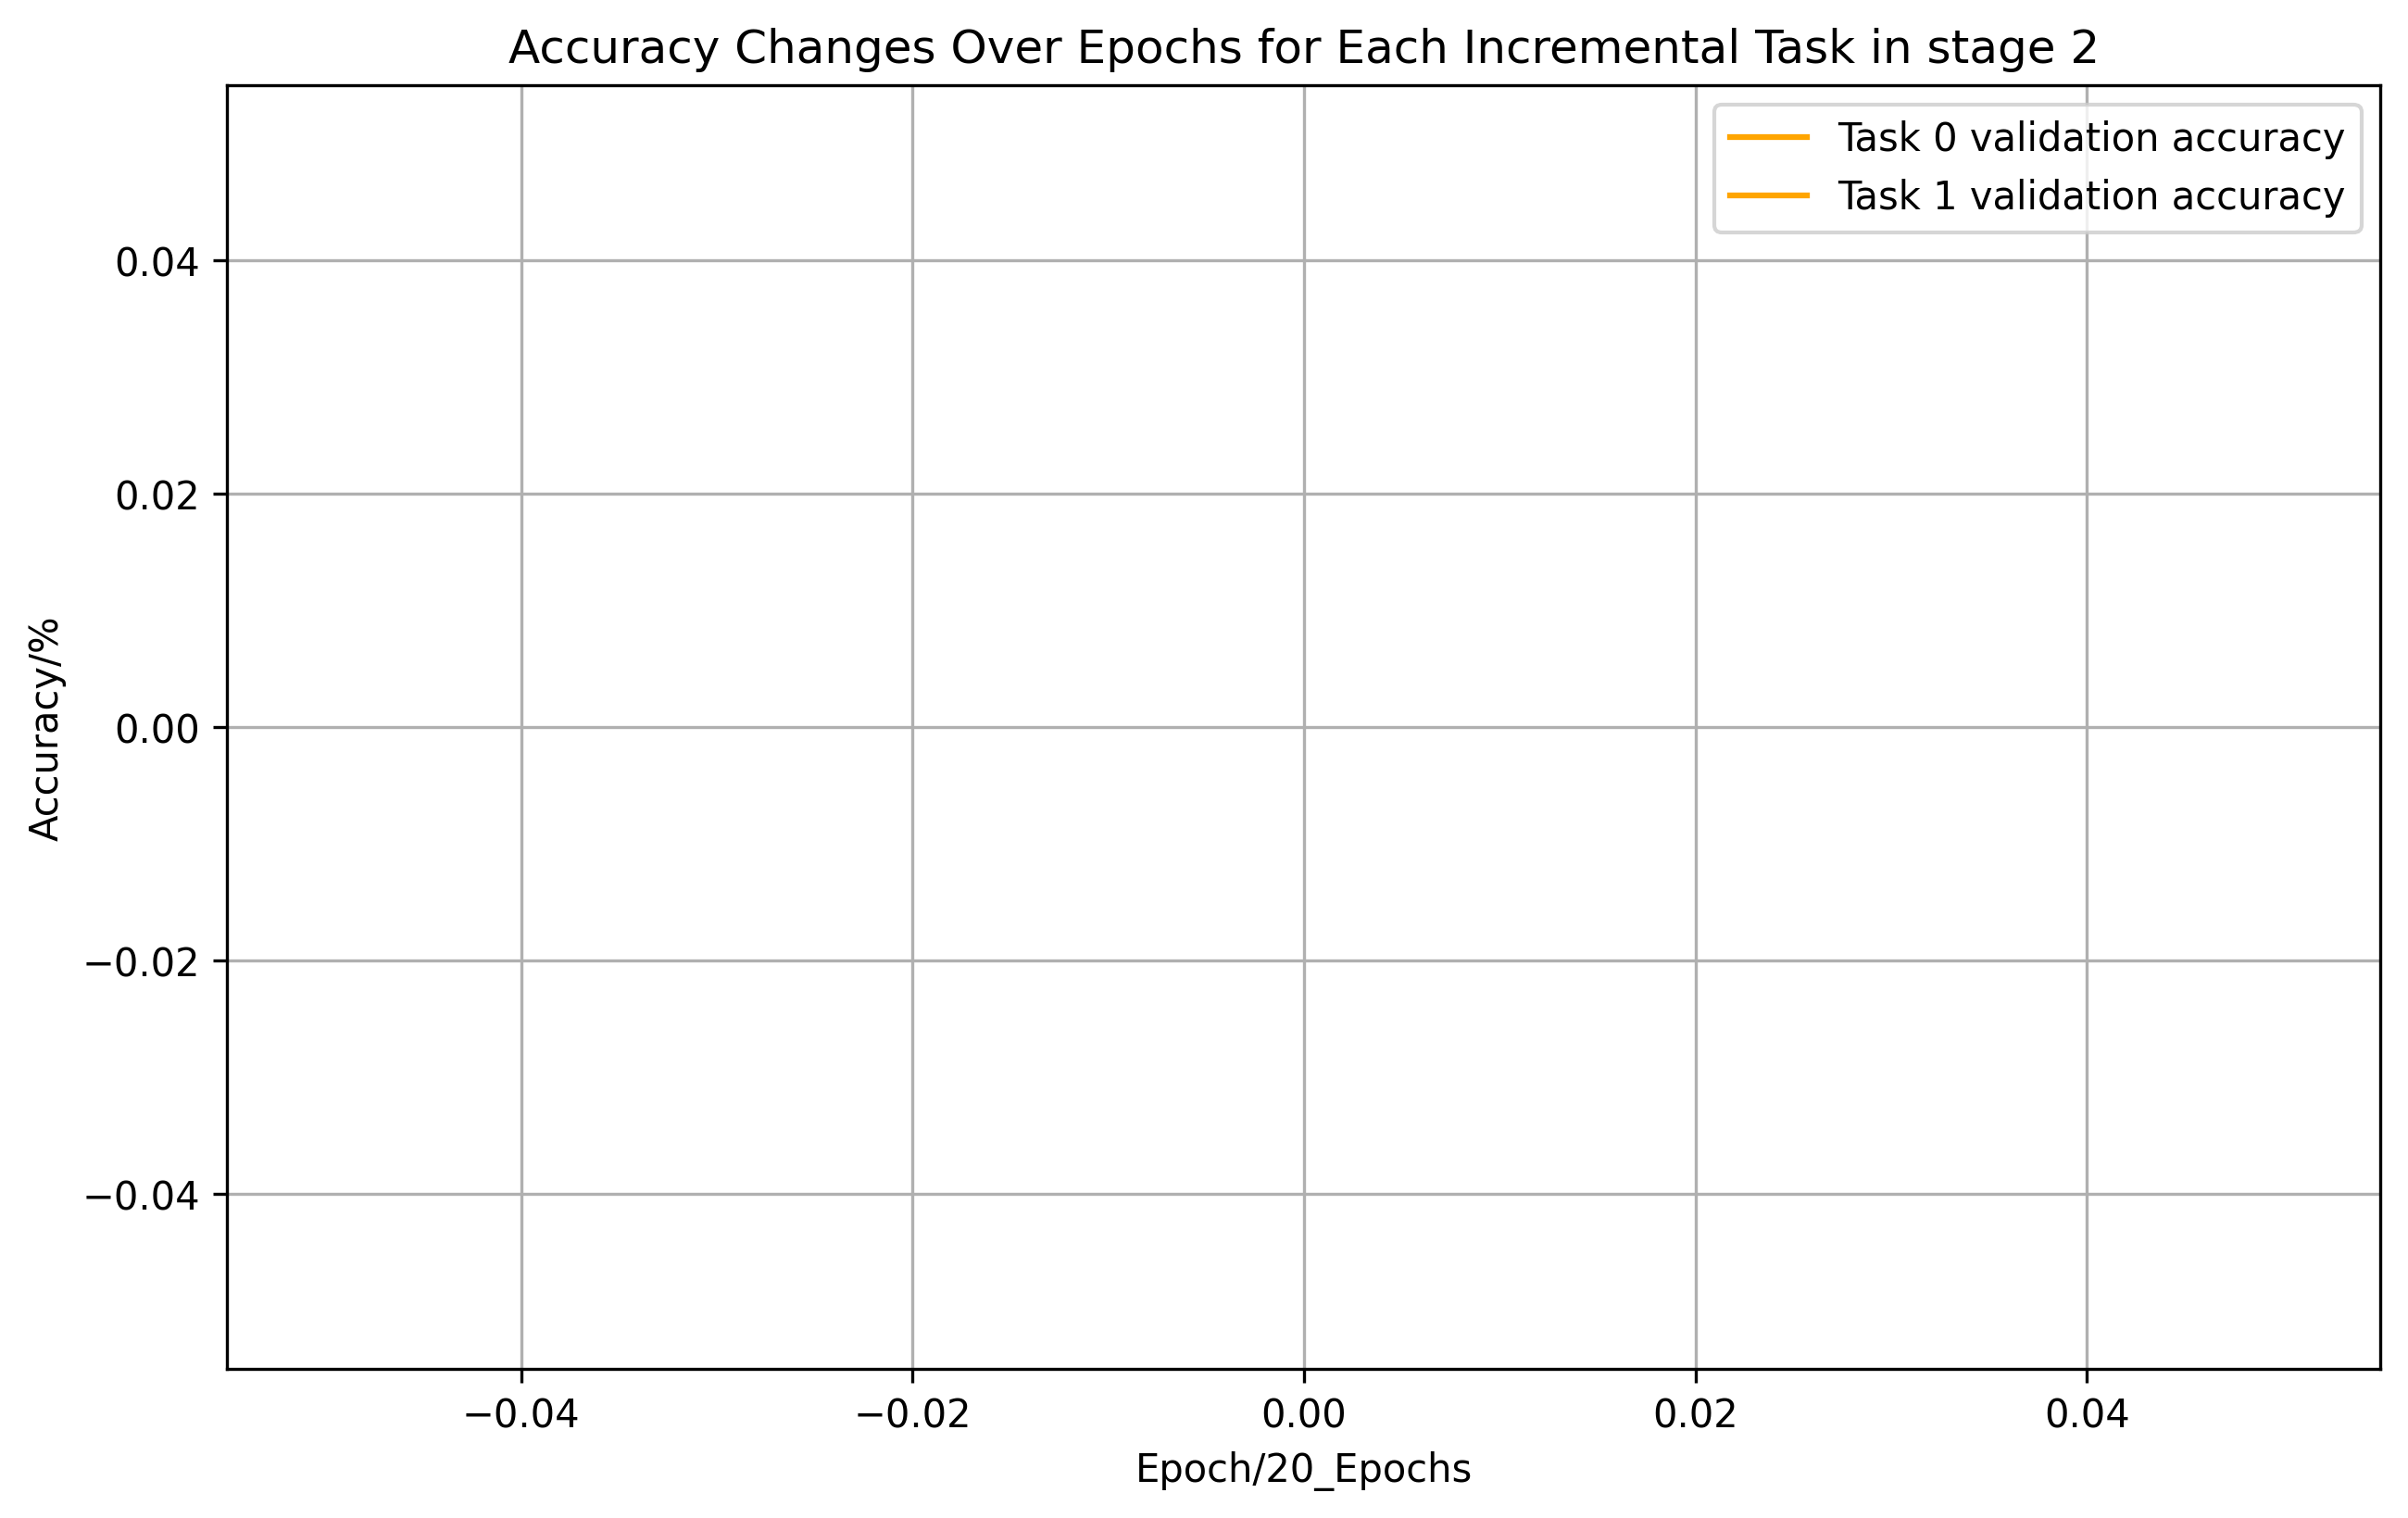 Accuracy Changes Over Epochs for Each Incremental Task in stage 2
Task 0 validation accuracy
Task 1 validation accuracy
0.04
0.02
0.00
−0.02
−0.04
Accuracy/%
−0.04
−0.02
0.00
0.02
0.04
Epoch/20_Epochs